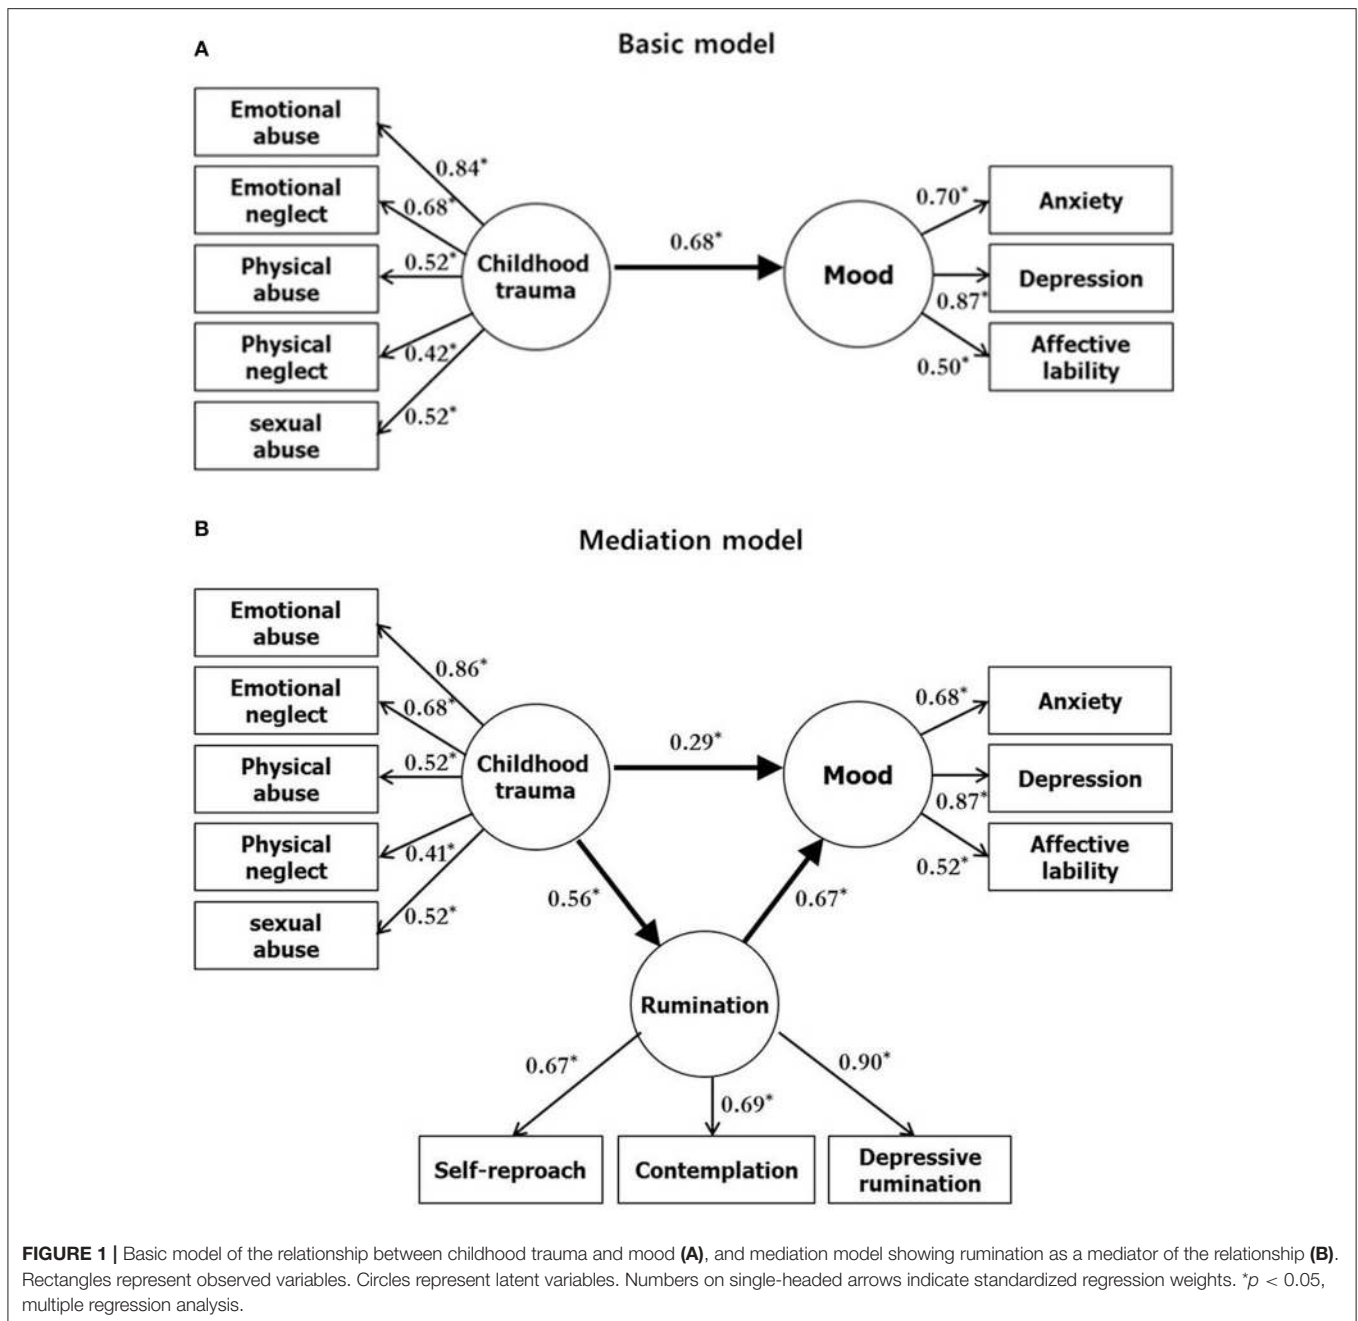 A
Basic model
Emotional
abuse
0.84*
Emotional
neglect
0.68*
Physical
abuse
0.52*
Childhood
trauma
Physical
neglect
0.42*
sexual
abuse
0.52*
0.68*
Mood
0.70*
Anxiety
0.87*
Depression
0.50*
Affective
lability
B
Mediation model
Emotional
abuse
0.86*
Emotional
neglect
0.68*
Physical
abuse
0.52*
Childhood
trauma
Physical
neglect
0.41*
sexual
abuse
0.52*
0.29*
Mood
0.68*
Anxiety
0.87*
Depression
0.52*
Affective
lability
0.56*
0.67*
Rumination
0.67*
0.69*
0.90*
Self-reproach
Contemplation
Depressive
rumination
FIGURE 1 | Basic model of the relationship between childhood trauma and mood (A), and mediation model showing rumination as a mediator of the relationship (B).
Rectangles represent observed variables. Circles represent latent variables. Numbers on single-headed arrows indicate standardized regression weights. *p < 0.05,
multiple regression analysis.